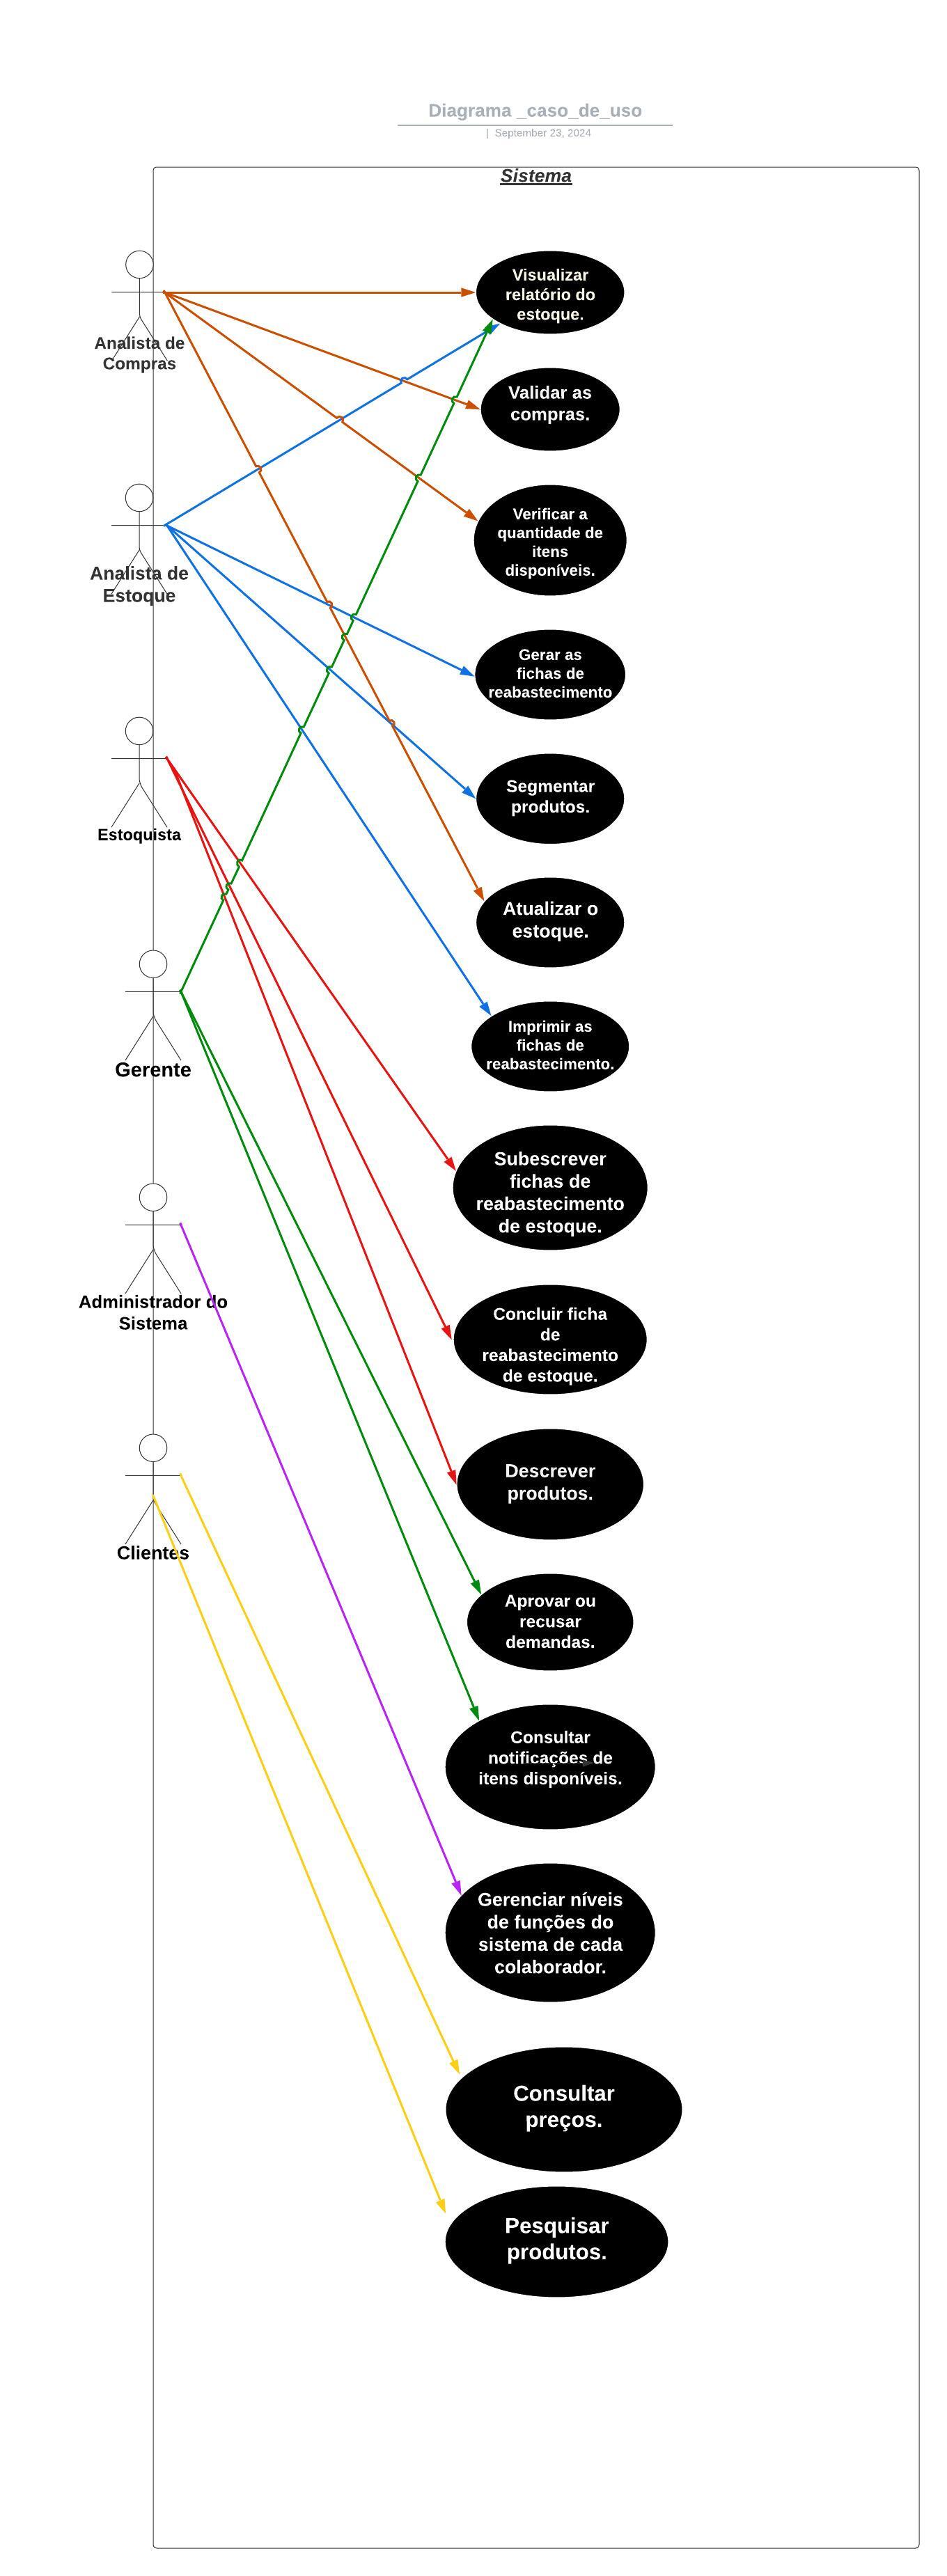 Diagrama _caso_de_uso
| September 23, 2024
Sistema
Analista de
Compras
Visualizar
relatório do
estoque.
Validar as
compras.
Analista de
Estoque
Verificar a
quantidade de
itens
disponíveis.
Gerar as
fichas de
reabastecimento
Estoquista
Segmentar
produtos.
Atualizar o
estoque.
Gerente
Imprimir as
fichas de
reabastecimento.
Subescrever
fichas de
reabastecimento
de estoque.
Administrador do
Sistema
Concluir ficha
de
reabastecimento
de estoque.
Clientes
Descrever
produtos.
Aprovar ou
recusar
demandas.
Consultar
notificações de
itens disponíveis.
Gerenciar níveis
de funções do
sistema de cada
colaborador.
Consultar
preços.
Pesquisar
produtos.